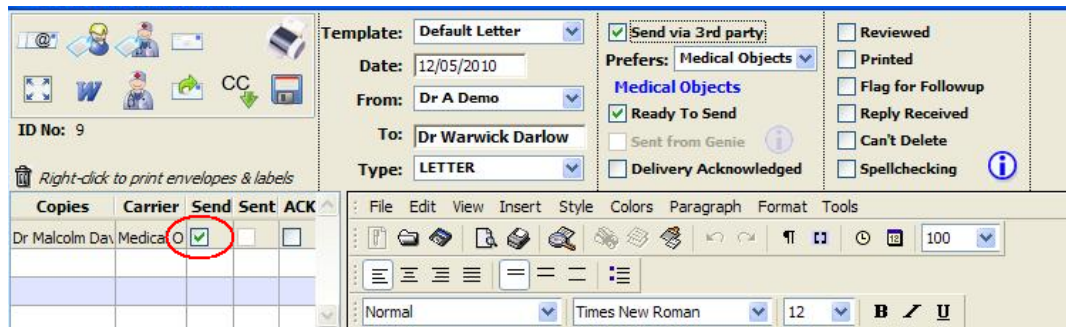 Template: Default Letter
Date: 12/05/2010
From: Dr A Demo
To: Dr Warwick Darlow
Type: LETTER
Send via 3rd party
Prefers: Medical Objects
Medical Objects
Ready To Send
Sent from Genie
Delivery Acknowledged
Reviewed
Printed
Flag for Followup
Reply Received
Can't Delete
Spellchecking
@
W
CC
ID No: 9
Right-click to print envelopes & labels
Copies Carrier Send Sent ACK
Dr Malcolm Dav Medical O
File Edit View Insert Style Colors Paragraph Format Tools
100
Normal Times New Roman 12 B I U